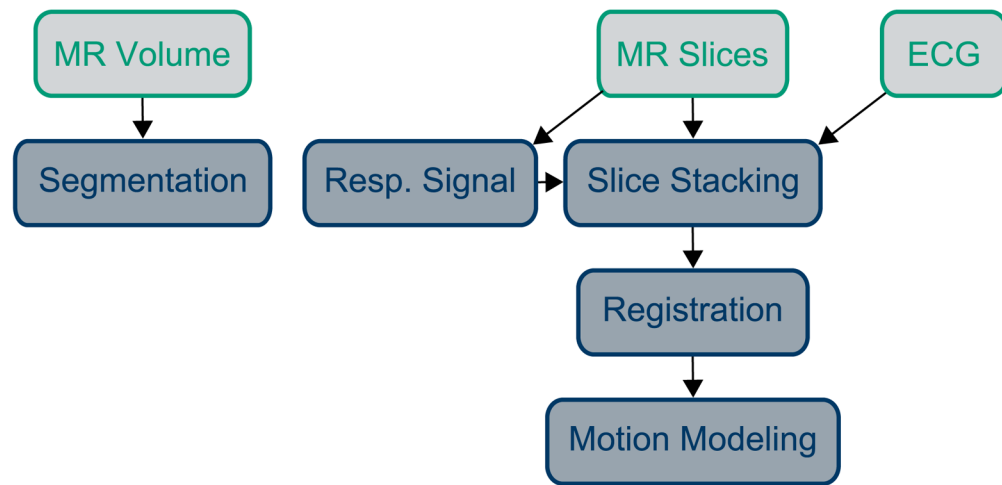 MR Volume
MR Slices
ECG
Segmentation
Resp. Signal
Slice Stacking
Registration
Motion Modeling